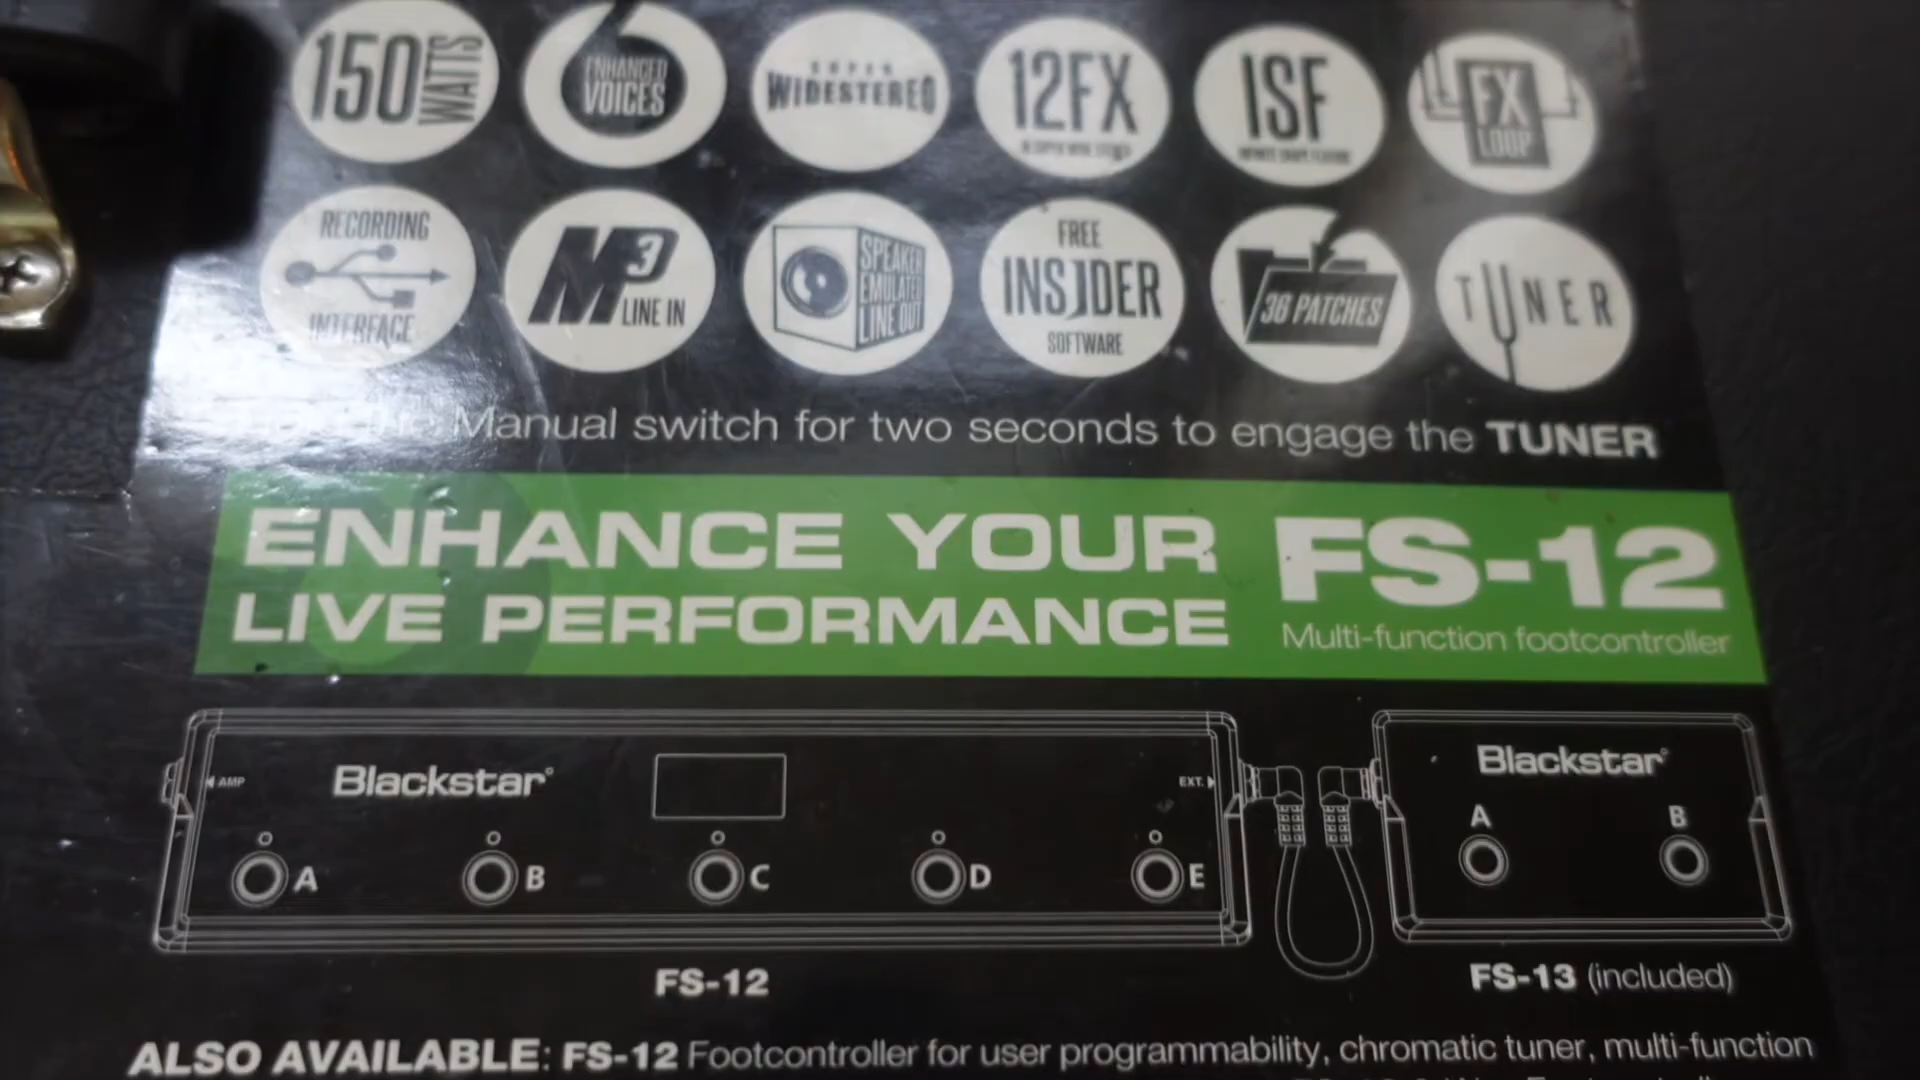 150 WATTS
6 ENHANCED VOICES
SUPER WIDESTEREO
12FX
ISF
FX LOOP
RECORDING INTERFACE
MP3 LINE IN
SPEAKER EMULATED LINE OUT
FREE INSIDER SOFTWARE
36 PATCHES
TUNER
the Manual switch for two seconds to engage the TUNER
ENHANCE YOUR
LIVE PERFORMANCE
FS-12
Multi-function footcontroller
AMP
Blackstar
EXT.
A B C D E
Blackstar
A B
FS-12
FS-13 (included)
ALSO AVAILABLE: FS-12 Footcontroller for user programmability, chromatic tuner, multi-function